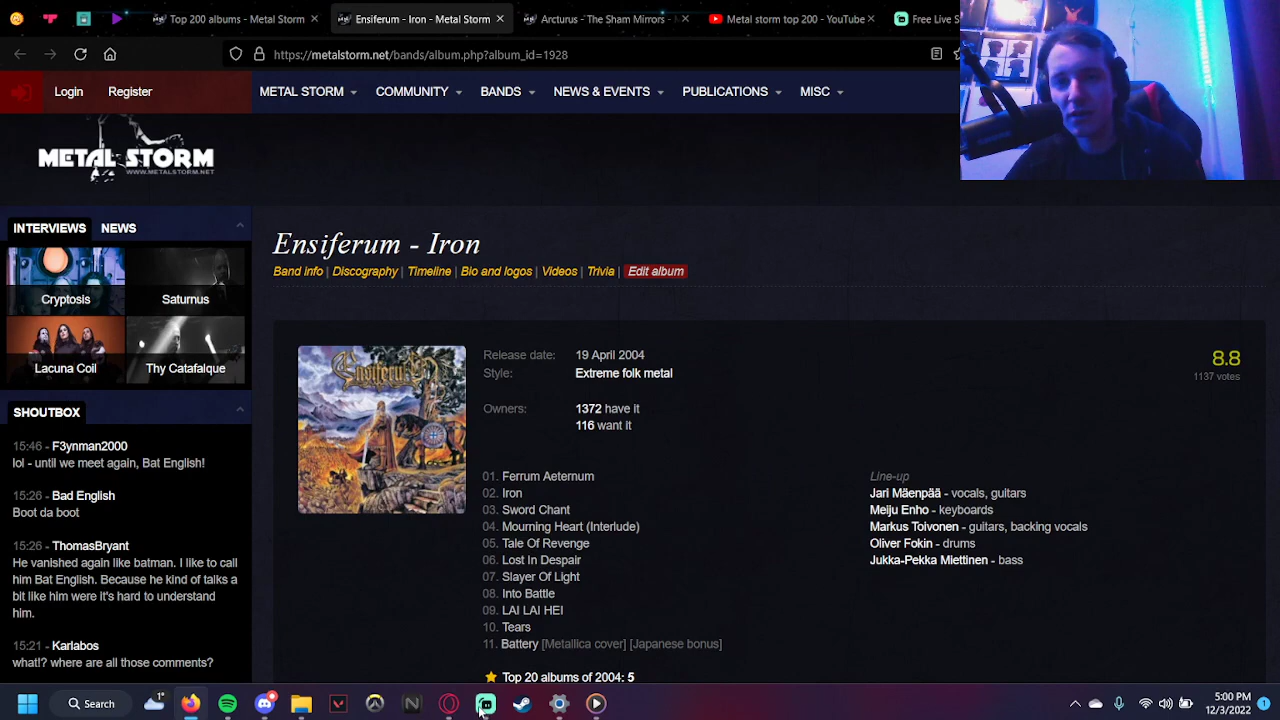 Top 200 albums - Metal Storm
Ensiferum - Iron - Metal Storm
Arcturus - The Sham Mirrors -
Metal storm top 200 - YouTube
Free Live S
https://metalstorm.net/bands/album.php?album_id=1928
Login Register
METAL STORM COMMUNITY BANDS NEWS & EVENTS PUBLICATIONS MISC
METAL STORM
WWW.METALSTORM.NET
INTERVIEWS NEWS
Cryptosis
Saturnus
Lacuna Coil
Thy Catafalque
SHOUTBOX
15:46 - F3ynman2000
lol - until we meet again, Bat English!
15:26 - Bad English
Boot da boot
15:26 - ThomasBryant
He vanished again like batman. I like to call
him Bat English. Because he kind of talks a
bit like him were it's hard to understand
him.
15:21 - Karlabos
what!? where are all those comments?
Ensiferum - Iron
Band info | Discography | Timeline | Bio and logos | Videos | Trivia | Edit album
Ensiferum
Release date: 19 April 2004
Style: Extreme folk metal
Owners: 1372 have it
116 want it
8.8
1137 votes
01. Ferrum Aeternum
02. Iron
03. Sword Chant
04. Mourning Heart (Interlude)
05. Tale Of Revenge
06. Lost In Despair
07. Slayer Of Light
08. Into Battle
09. LAI LAI HEI
10. Tears
11. Battery [Metallica cover] [Japanese bonus]
Line-up
Jari Mäenpää - vocals, guitars
Meiju Enho - keyboards
Markus Toivonen - guitars, backing vocals
Oliver Fokin - drums
Jukka-Pekka Miettinen - bass
Top 20 albums of 2004: 5
Search
5:00 PM
12/3/2022
1